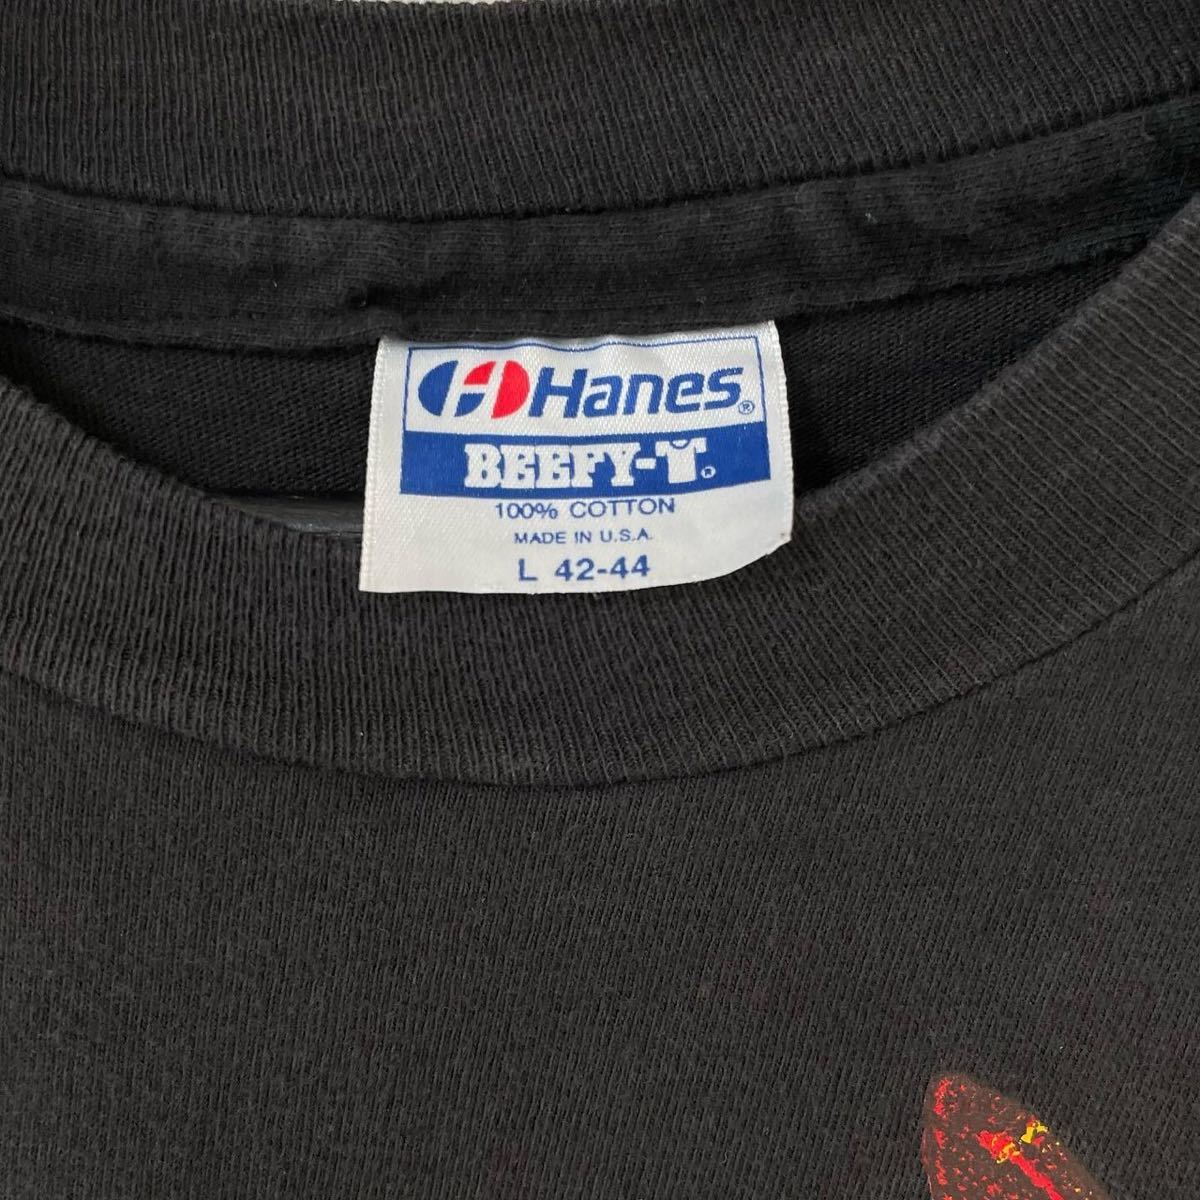 Hanes®
BEEFY-T®
100% COTTON
MADE IN U.S.A.
L 42-44